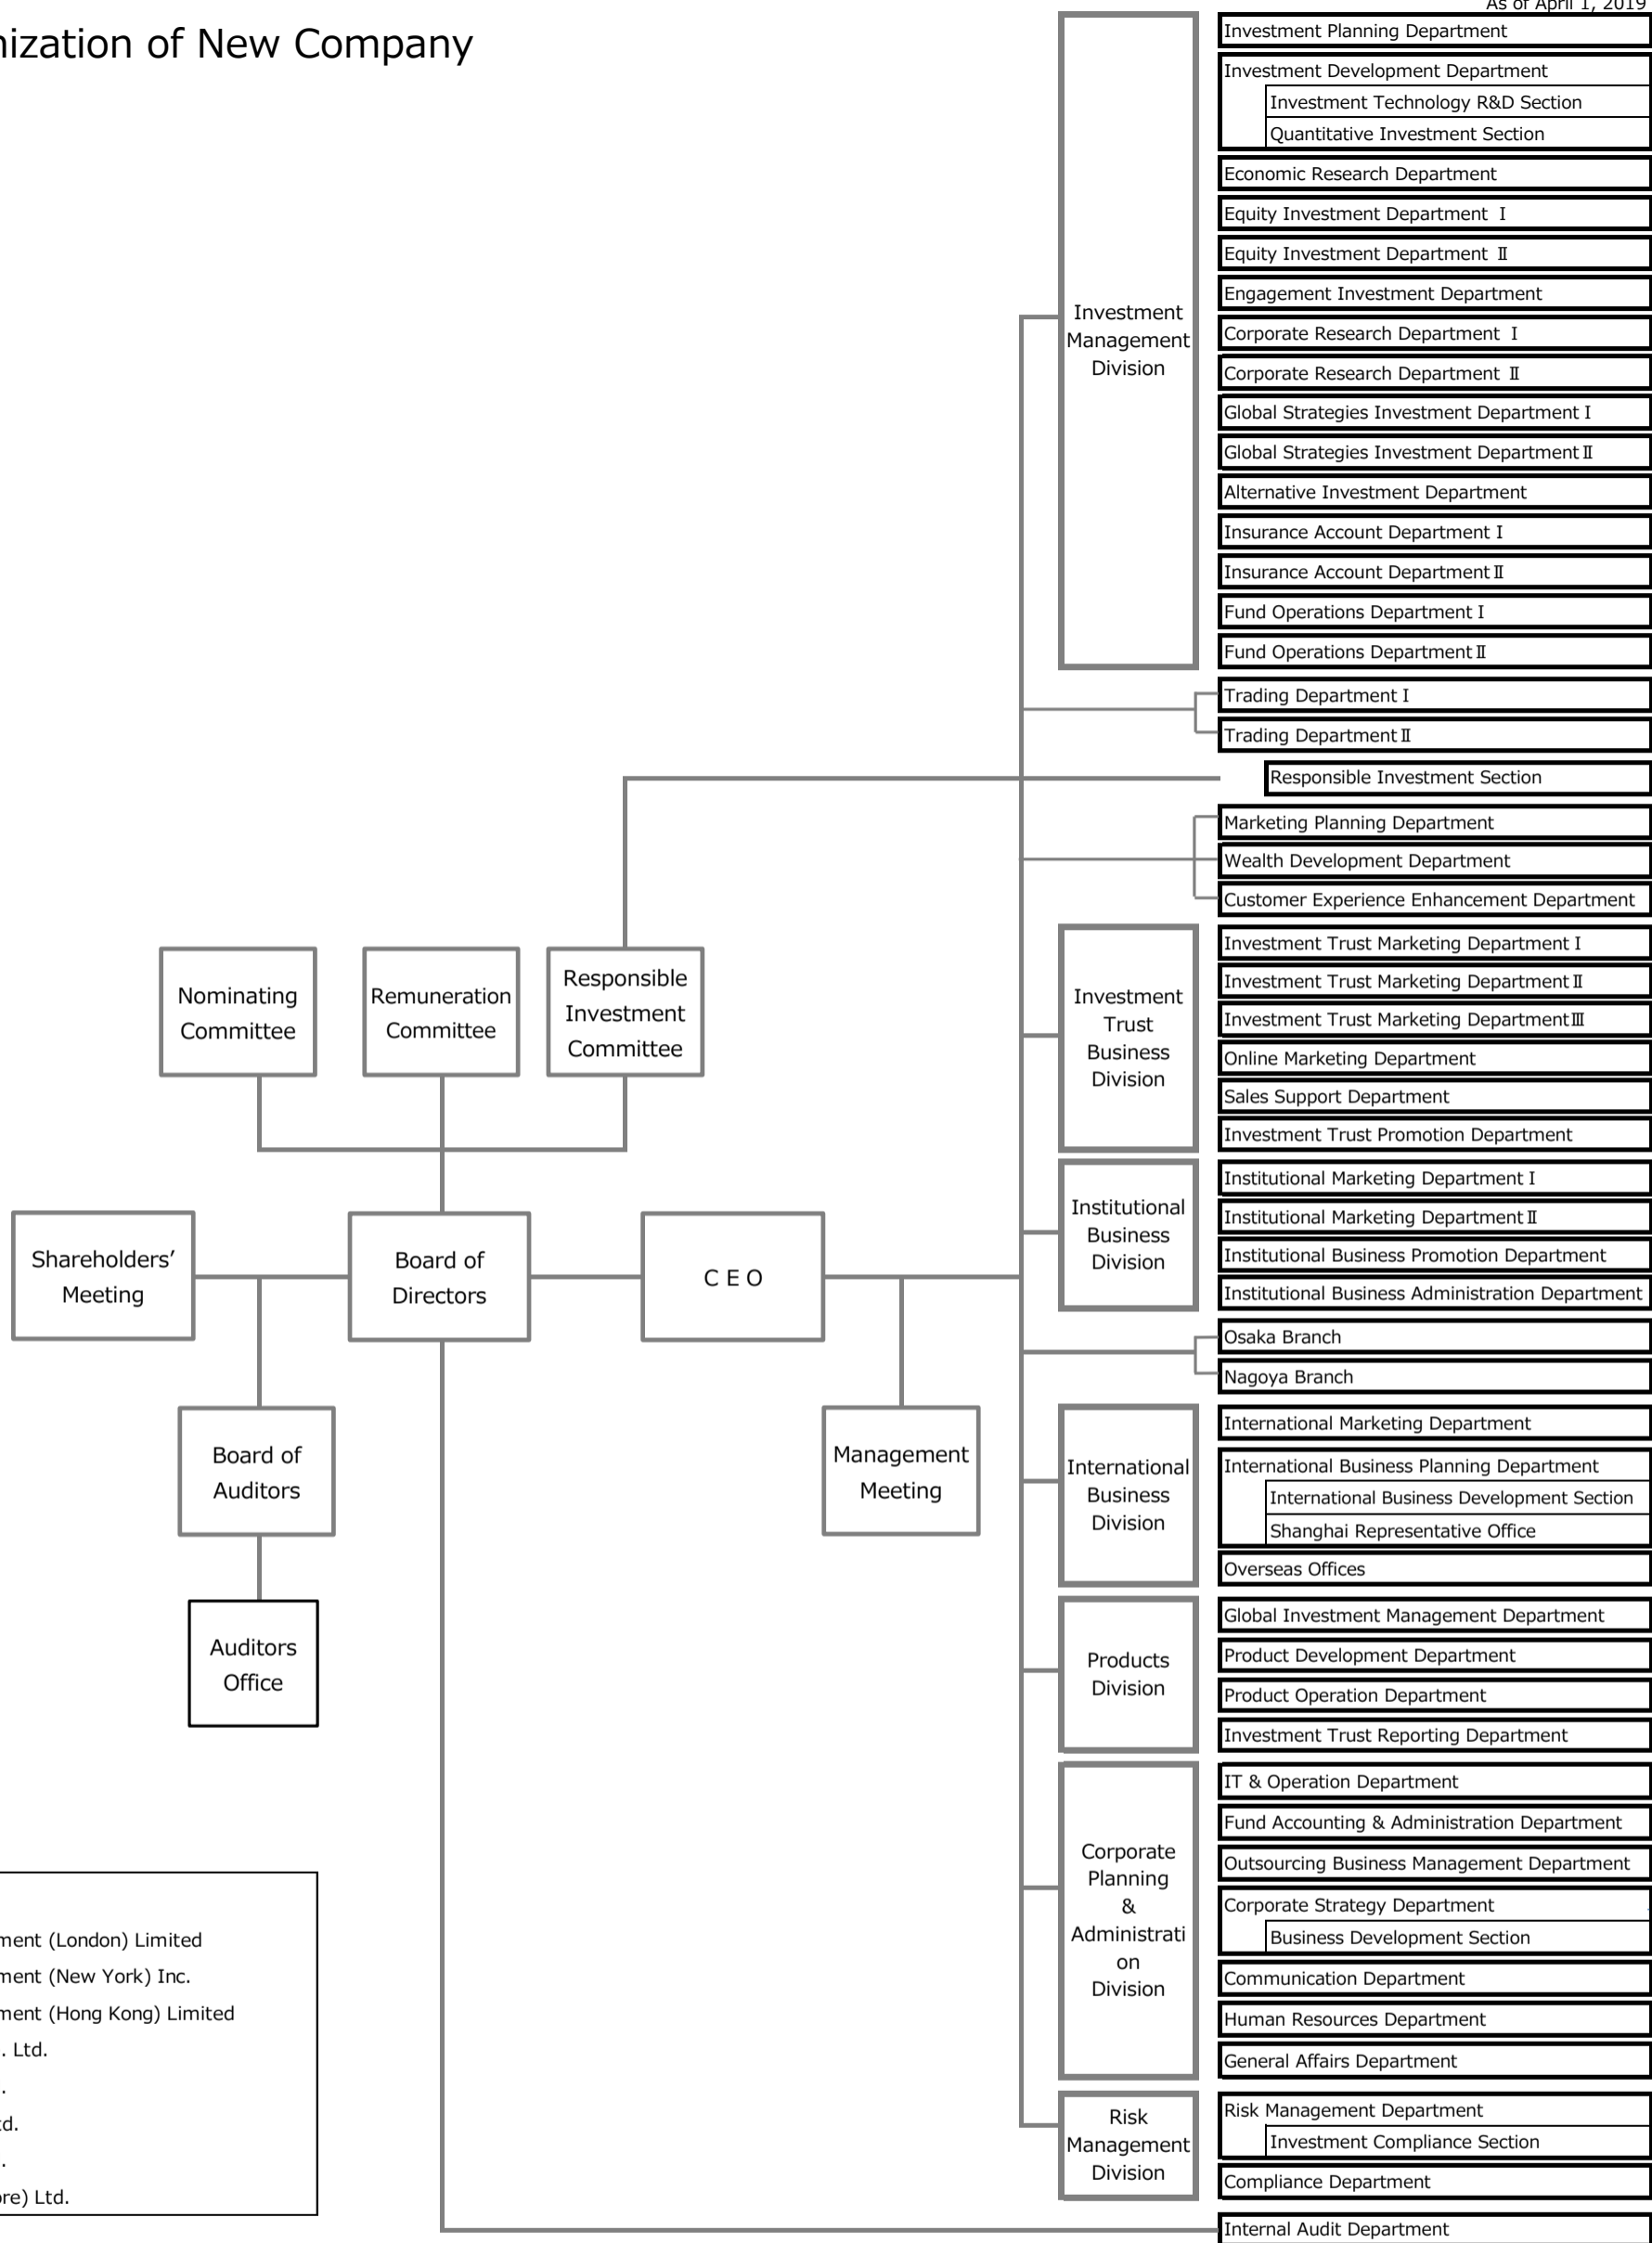 As of April 1, 2019
nization of New Company
Investment Planning Department
Investment Development Department
Investment Technology R&D Section
Quantitative Investment Section
Economic Research Department
Equity Investment Department Ⅰ
Equity Investment Department Ⅱ
Engagement Investment Department
Investment
Management
Division
Corporate Research Department Ⅰ
Corporate Research Department Ⅱ
Global Strategies Investment Department Ⅰ
Global Strategies Investment Department Ⅱ
Alternative Investment Department
Insurance Account Department Ⅰ
Insurance Account Department Ⅱ
Fund Operations Department Ⅰ
Fund Operations Department Ⅱ
Trading Department Ⅰ
Trading Department Ⅱ
Responsible Investment Section
Marketing Planning Department
Wealth Development Department
Customer Experience Enhancement Department
Nominating
Committee
Remuneration
Committee
Responsible
Investment
Committee
Investment
Trust
Business
Division
Investment Trust Marketing Department Ⅰ
Investment Trust Marketing Department Ⅱ
Investment Trust Marketing Department Ⅲ
Online Marketing Department
Sales Support Department
Investment Trust Promotion Department
Institutional
Business
Division
Institutional Marketing Department Ⅰ
Institutional Marketing Department Ⅱ
Institutional Business Promotion Department
Institutional Business Administration Department
Shareholders’
Meeting
Board of
Directors
C E O
Osaka Branch
Nagoya Branch
Board of
Auditors
Management
Meeting
International
Business
Division
International Marketing Department
International Business Planning Department
International Business Development Section
Shanghai Representative Office
Overseas Offices
Auditors
Office
Products
Division
Global Investment Management Department
Product Development Department
Product Operation Department
Investment Trust Reporting Department
Corporate
Planning
&
Administrati
on
Division
IT & Operation Department
Fund Accounting & Administration Department
Outsourcing Business Management Department
Corporate Strategy Department
Business Development Section
Communication Department
Human Resources Department
General Affairs Department
ment (London) Limited
ment (New York) Inc.
ment (Hong Kong) Limited
. Ltd.
.
td.
.
ore) Ltd.
Risk
Management
Division
Risk Management Department
Investment Compliance Section
Compliance Department
Internal Audit Department